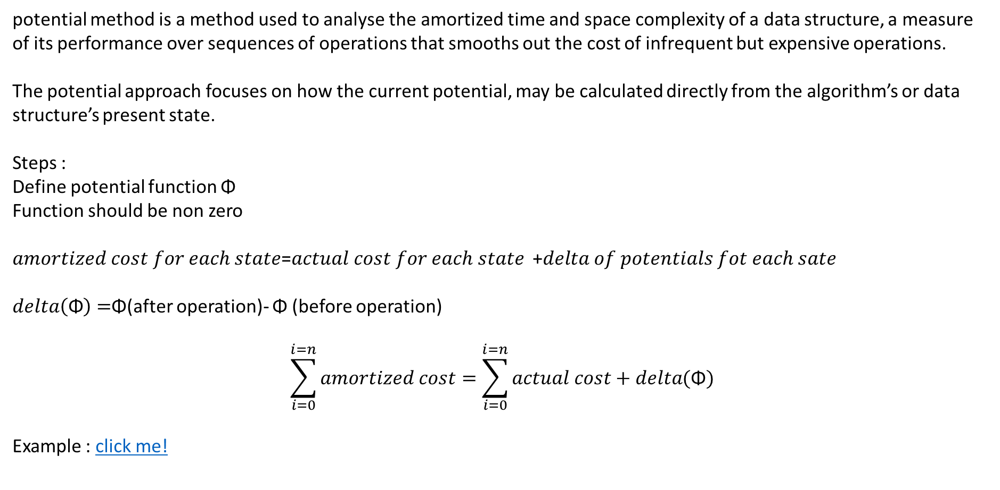 potential method is a method used to analyse the amortized time and space complexity of a data structure, a measure
of its performance over sequences of operations that smooths out the cost of infrequent but expensive operations.
The potential approach focuses on how the current potential, may be calculated directly from the algorithm’s or data
structure’s present state.
Steps :
Define potential function Φ
Function should be non zero
amortized cost for each state=actual cost for each state +delta of potentials fot each sate
delta(Φ) =Φ(after operation)- Φ (before operation)
i=n i=n
∑ amortized cost = ∑ actual cost + delta(Φ)
i=0 i=0
Example : click me!